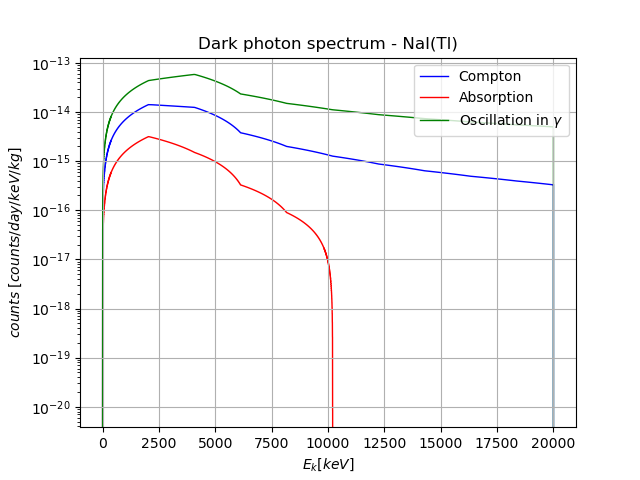 Dark photon spectrum - NaI(Tl)
Compton
Absorption
Oscillation in γ
counts [counts/day/keV/kg]
10⁻¹³
10⁻¹⁴
10⁻¹⁵
10⁻¹⁶
10⁻¹⁷
10⁻¹⁸
10⁻¹⁹
10⁻²⁰
0 2500 5000 7500 10000 12500 15000 17500 20000
Eₖ[keV]